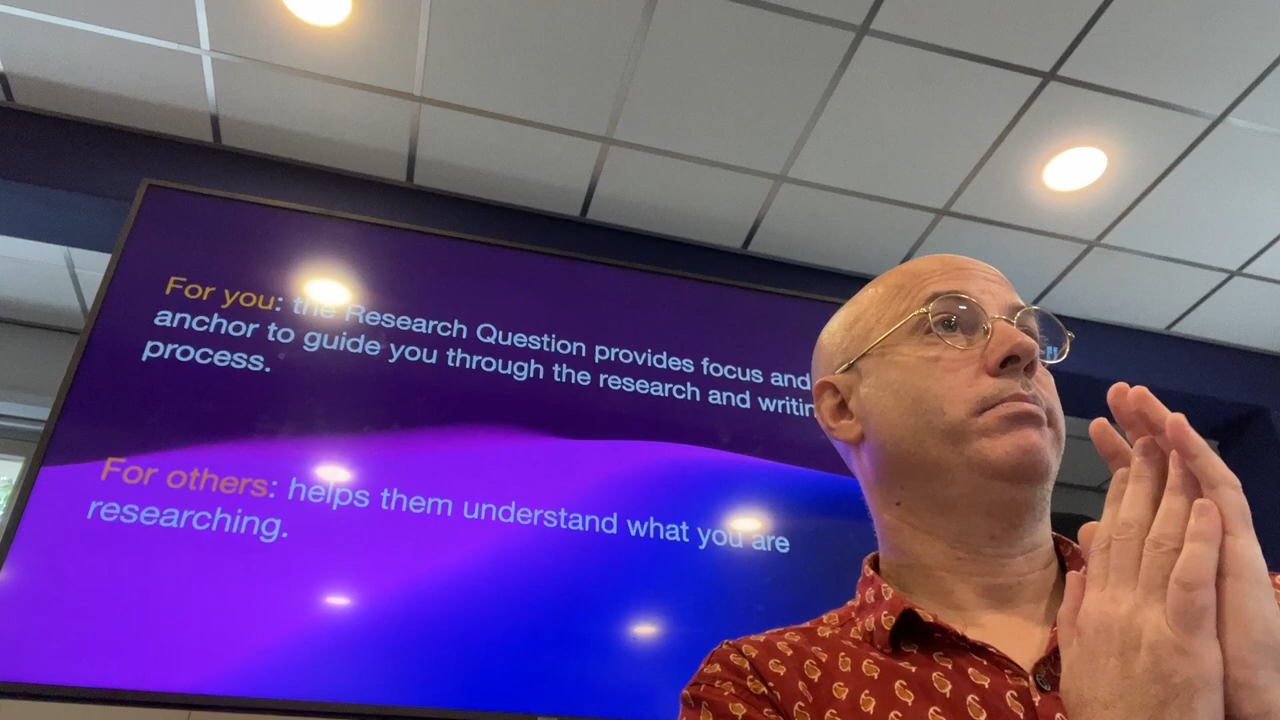 For you: the Research Question provides focus and
anchor to guide you through the research and
process.
For others: helps them understand what you are
researching.